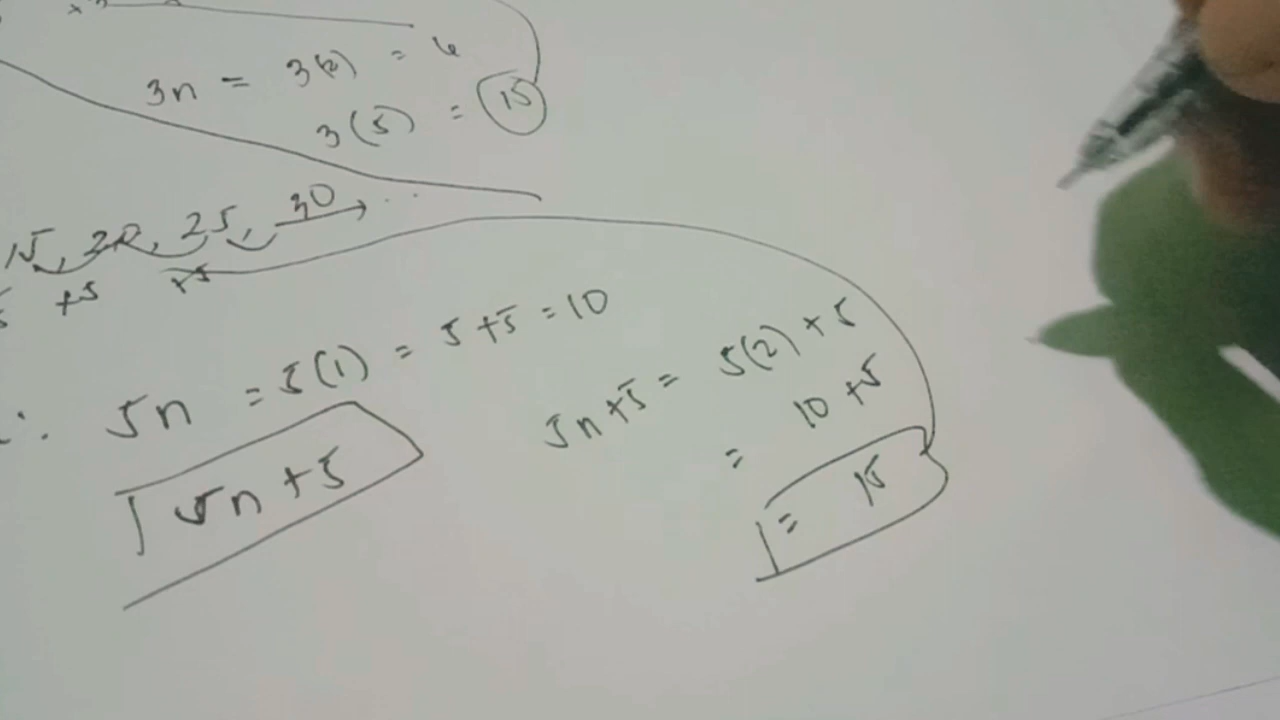 3n = 3(2) = 6
3(5) = 15
15, 20, 25, 30 → . .
+5 +5
5n = 5(1) = 5+5 = 10
5n+5
5n+5 = 5(2)+5
= 10+5
= 15